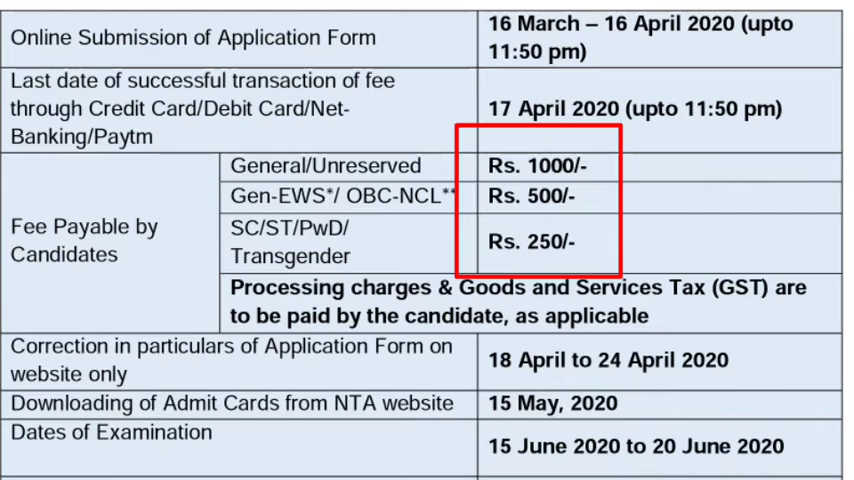 Online Submission of Application Form
16 March – 16 April 2020 (upto
11:50 pm)
Last date of successful transaction of fee
through Credit Card/Debit Card/Net-
Banking/Paytm
17 April 2020 (upto 11:50 pm)
Fee Payable by
Candidates
General/Unreserved
Rs. 1000/-
Gen-EWS*/ OBC-NCL**
Rs. 500/-
SC/ST/PwD/
Transgender
Rs. 250/-
Processing charges & Goods and Services Tax (GST) are
to be paid by the candidate, as applicable
Correction in particulars of Application Form on
website only
18 April to 24 April 2020
Downloading of Admit Cards from NTA website
15 May, 2020
Dates of Examination
15 June 2020 to 20 June 2020